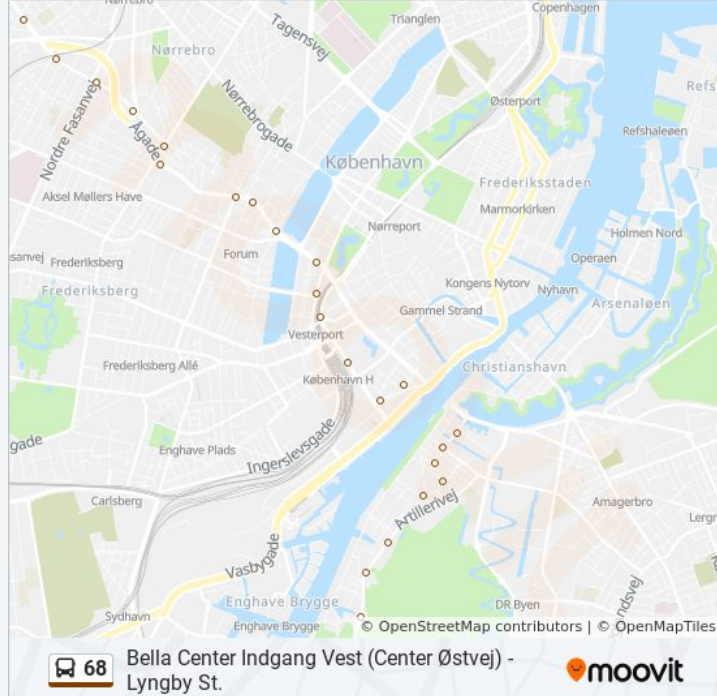 Nørrebro
Copenhagen
Trianglen
Tagensvej
Nørrebro
Refs
Nordre Fasanvej
Nørrebrogade
Østerport
Ågade
Refshaleøen
København
Frederiksstaden
Aksel Møllers Have
Marmorkirken
Nørreport
Holmen Nord
Forum
Operaen
sanvej
Frederiksberg
Kongens Nytorv
Nyhavn
Frederiksberg
Arsenaløen
Gammel Strand
Vesterport
Frederiksberg Allé
Christianshavn
København H
gade
Enghave Plads
Ingerslevsgade
Carlsberg
Amagerbro
Lergr
Artillerivej
Vasbygade
Enghave Brygge
DR Byen
ndsvej
Sydhavn
Enghave Brygge
© OpenStreetMap contributors | © OpenMapTiles
68
Bella Center Indgang Vest (Center Østvej) -
Lyngby St.
moovit